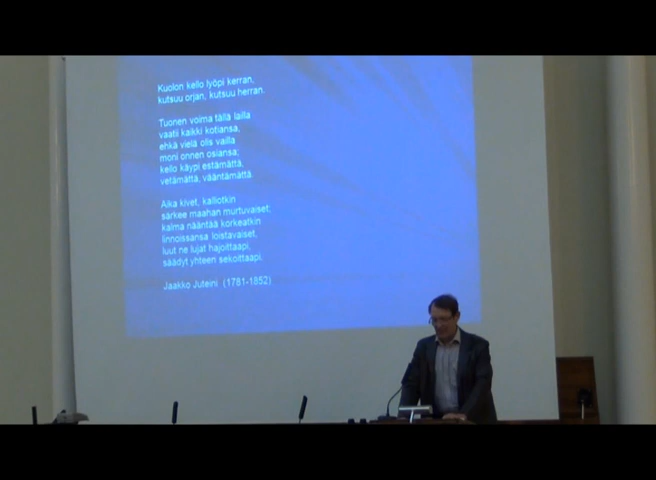 Kuolon kello lyöpi kerran,
kutsuu orjan, kutsuu herran.
Tuonen voima tällä lailla
vaatii kaikki kotiansa,
ehkä vielä olis vailla
moni onnen osiansa;
kello käypi estämättä,
vetämättä, vääntämättä.
Aika kivet, kalliotkin
särkee maahan murtuvaiset;
kalma nääntää korkeatkin
linnoissansa loistavaiset,
luut ne lujat hajoittaapi,
säädyt yhteen sekoittaapi.
Jaakko Juteini (1781-1852)